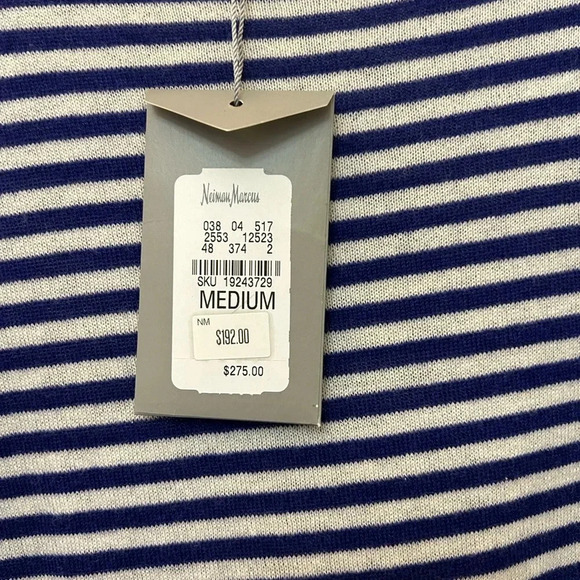 Neiman Marcus
038 04 517
2553 12523
48 374 2
SKU 19243729
MEDIUM
NM
$192.00
$275.00